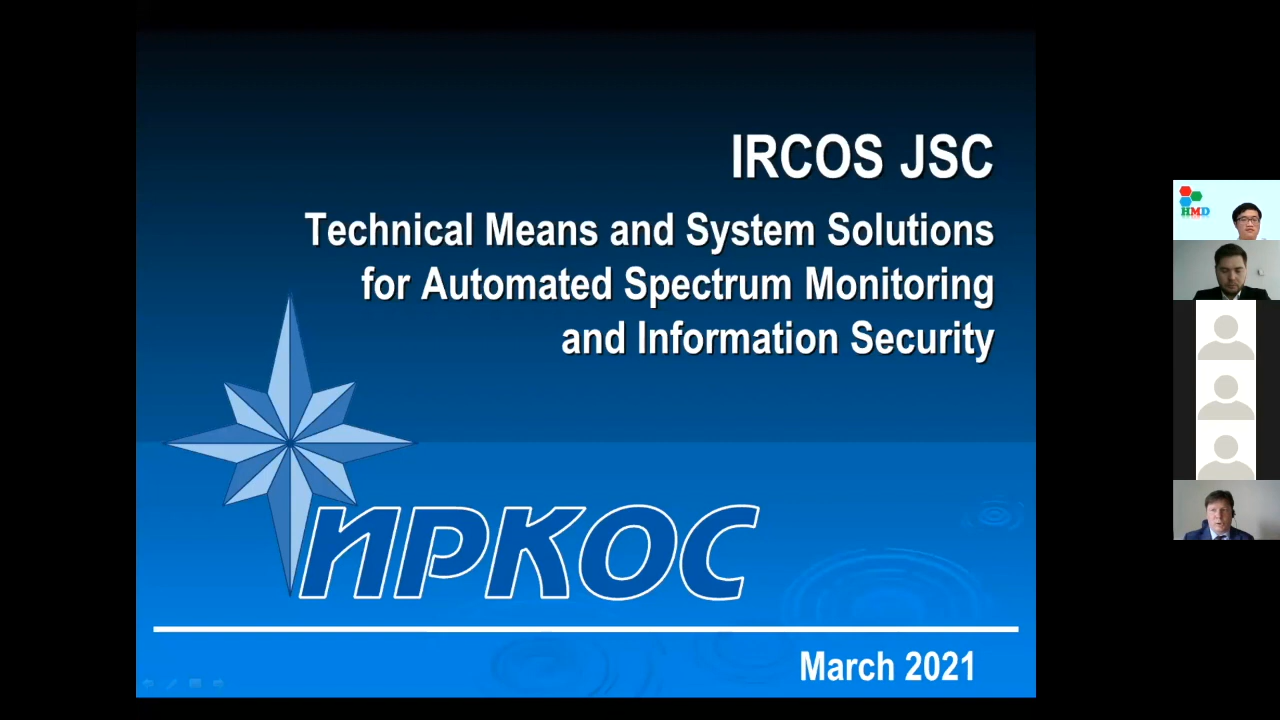 IRCOS JSC
Technical Means and System Solutions
for Automated Spectrum Monitoring
and Information Security
ИРКОС
March 2021
HMD